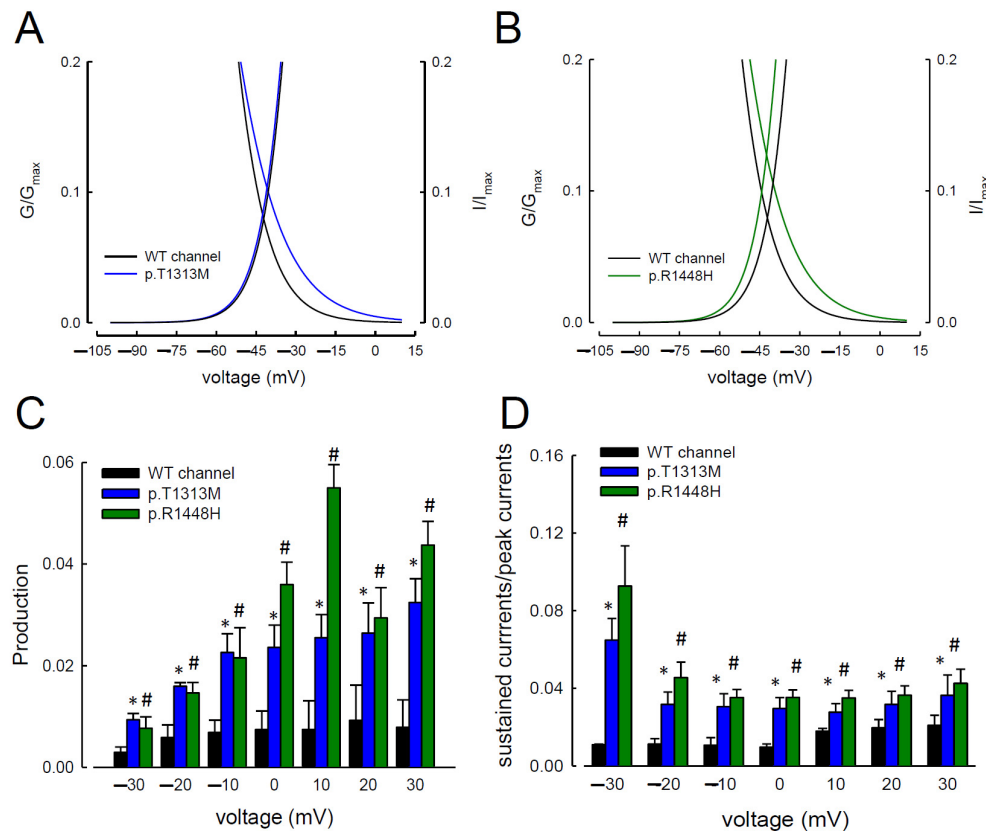 A
0.2
0.1
0.0
G/Gmax
0.2
0.1
0.0
I/Imax
WT channel
p.T1313M
−105 −90 −75 −60 −45 −30 −15 0 15
voltage (mV)
B
0.2
0.1
0.0
G/Gmax
0.2
0.1
0.0
I/Imax
WT channel
p.R1448H
−105 −90 −75 −60 −45 −30 −15 0 15
voltage (mV)
C
0.06
0.04
0.02
0.00
Production
WT channel
p.T1313M
p.R1448H
* # * # * # * # * # * # * #
−30 −20 −10 0 10 20 30
voltage (mV)
D
0.16
0.12
0.08
0.04
0.00
sustained currrents/peak currents
WT channel
p.T1313M
p.R1448H
* # * # * # * # * # * # * #
−30 −20 −10 0 10 20 30
voltage (mV)